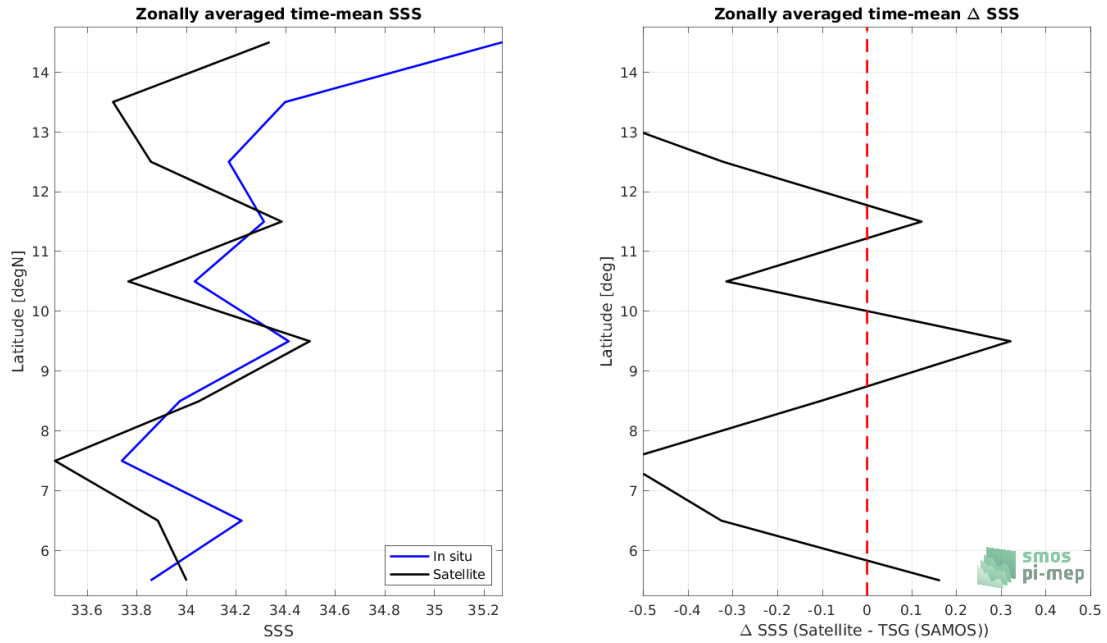 Zonally averaged time-mean SSS
Latitude [degN]
14
13
12
11
10
9
8
7
6
33.6 33.8 34 34.2 34.4 34.6 34.8 35 35.2
SSS
In situ
Satellite
Zonally averaged time-mean Δ SSS
Latitude [deg]
14
13
12
11
10
9
8
7
6
-0.5 -0.4 -0.3 -0.2 -0.1 0 0.1 0.2 0.3 0.4 0.5
Δ SSS (Satellite - TSG (SAMOS))
smos
pi-mep